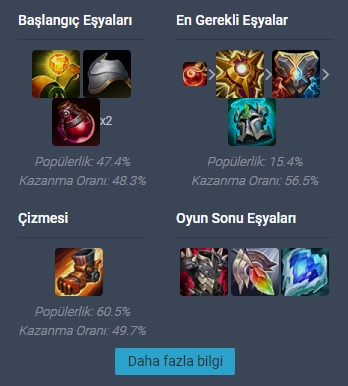 Başlangıç Eşyaları
x2
Popülerlik: 47.4%
Kazanma Oranı: 48.3%
En Gerekli Eşyalar
Popülerlik: 15.4%
Kazanma Oranı: 56.5%
Çizmesi
Popülerlik: 60.5%
Kazanma Oranı: 49.7%
Oyun Sonu Eşyaları
Daha fazla bilgi